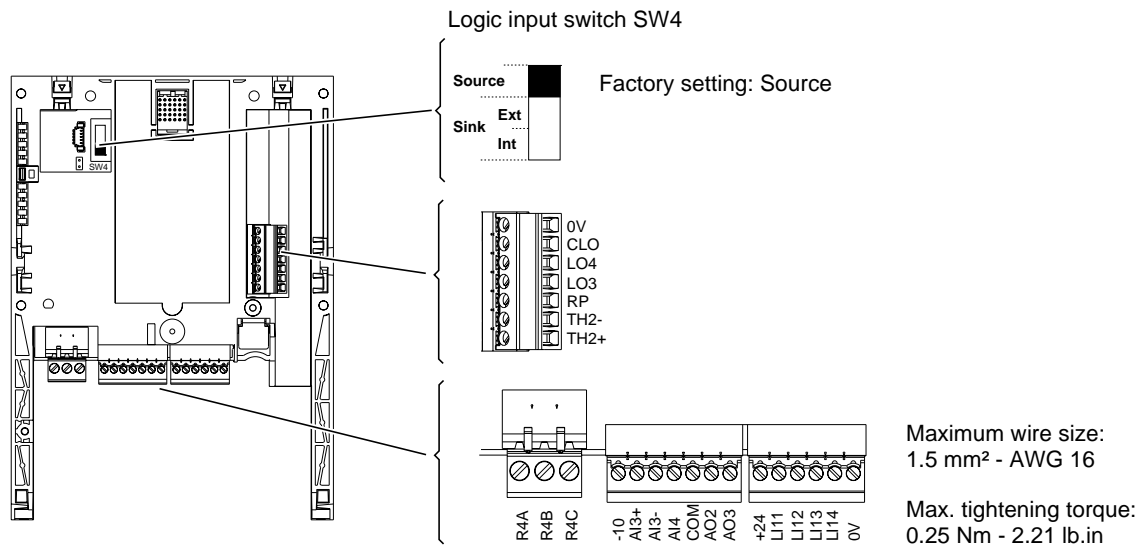 Logic input switch SW4
Source
Factory setting: Source
Sink
Ext
Int
SW4
0V
CLO
LO4
LO3
RP
TH2-
TH2+
R4A
R4B
R4C
-10
AI3+
AI3-
AI4
COM
AO2
AO3
+24
LI11
LI12
LI13
LI14
0V
Maximum wire size:
1.5 mm² - AWG 16
Max. tightening torque:
0.25 Nm - 2.21 lb.in